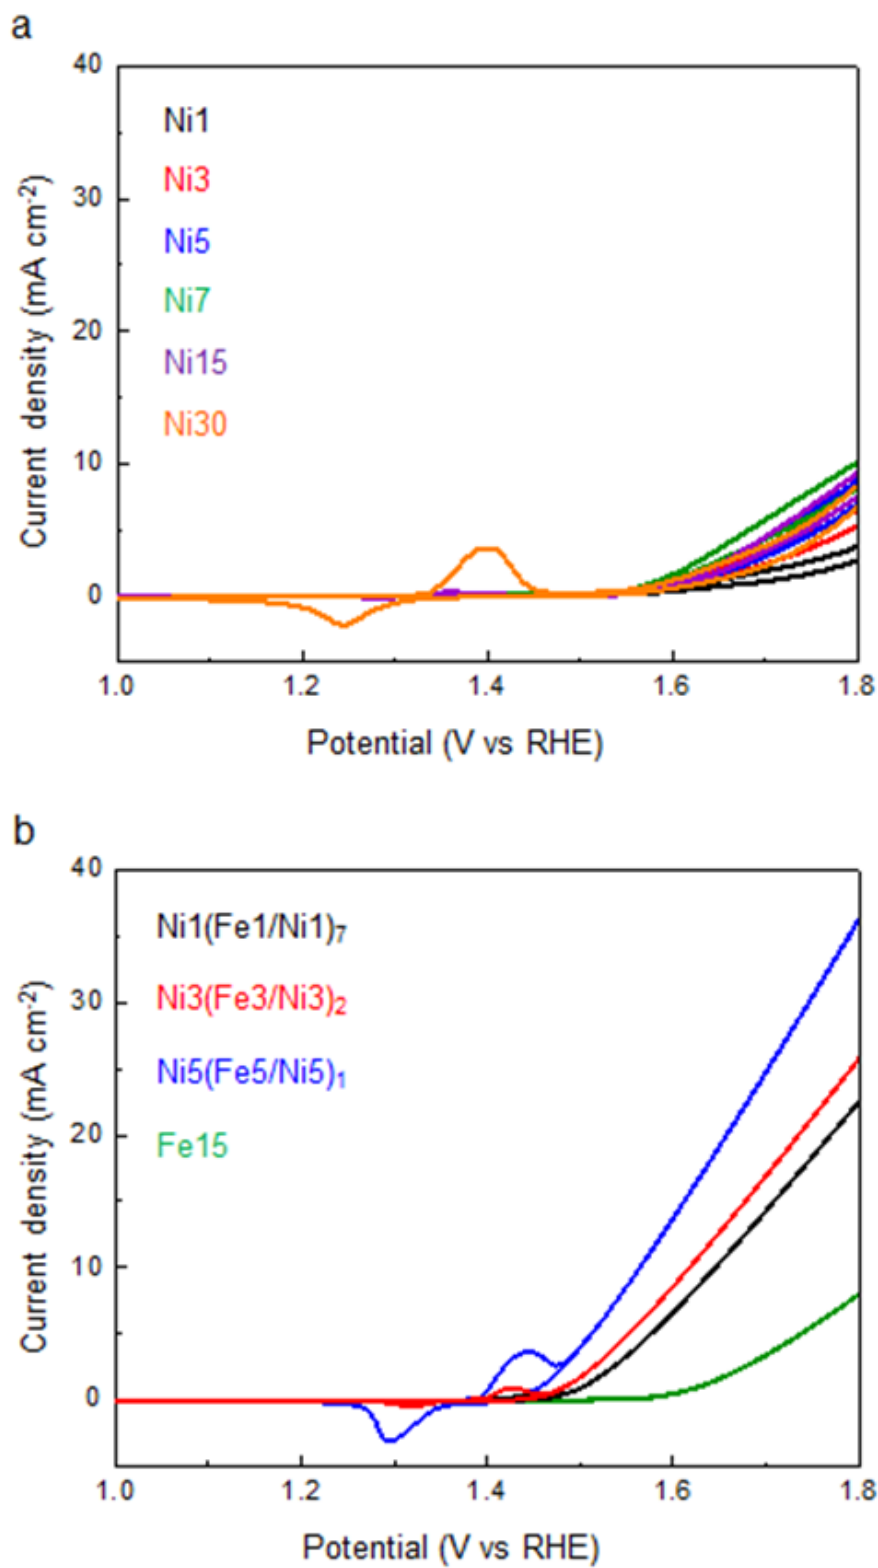 a
40
30
20
10
0
Current density (mA cm⁻²)
Ni1
Ni3
Ni5
Ni7
Ni15
Ni30
1.0 1.2 1.4 1.6 1.8
Potential (V vs RHE)
b
40
30
20
10
0
Current density (mA cm⁻²)
Ni1(Fe1/Ni1)₇
Ni3(Fe3/Ni3)₂
Ni5(Fe5/Ni5)₁
Fe15
1.0 1.2 1.4 1.6 1.8
Potential (V vs RHE)